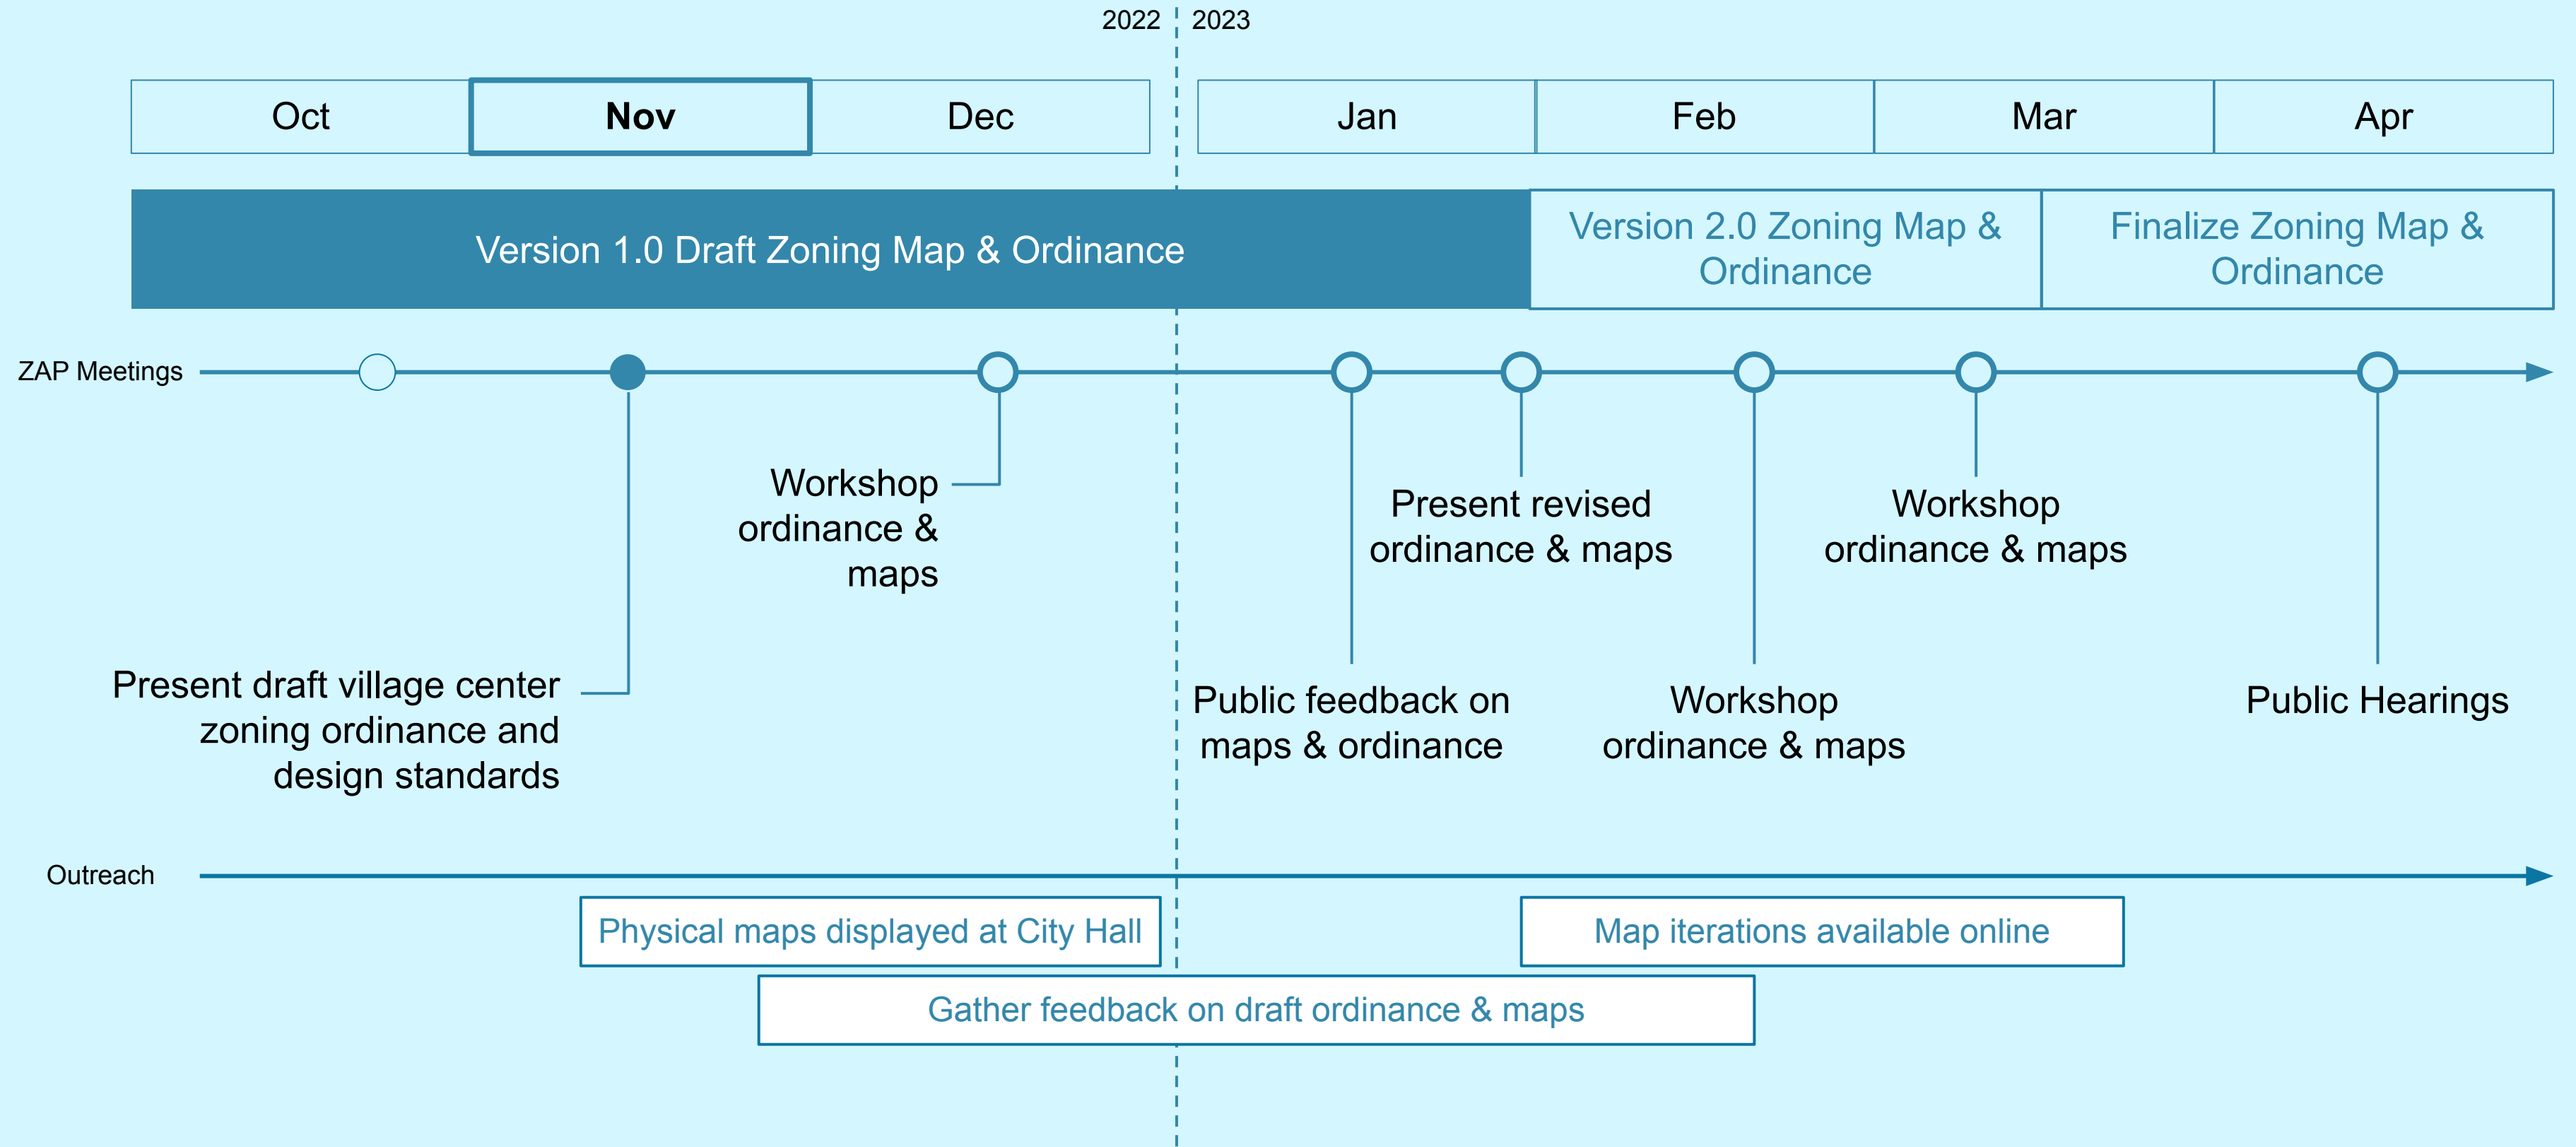 2022
2023
Oct
Nov
Dec
Jan
Feb
Mar
Apr
Version 1.0 Draft Zoning Map & Ordinance
Version 2.0 Zoning Map &
Ordinance
Finalize Zoning Map &
Ordinance
ZAP Meetings
Workshop
ordinance &
maps
Present revised
ordinance & maps
Workshop
ordinance & maps
Present draft village center
zoning ordinance and
design standards
Public feedback on
maps & ordinance
Workshop
ordinance & maps
Public Hearings
Outreach
Physical maps displayed at City Hall
Map iterations available online
Gather feedback on draft ordinance & maps